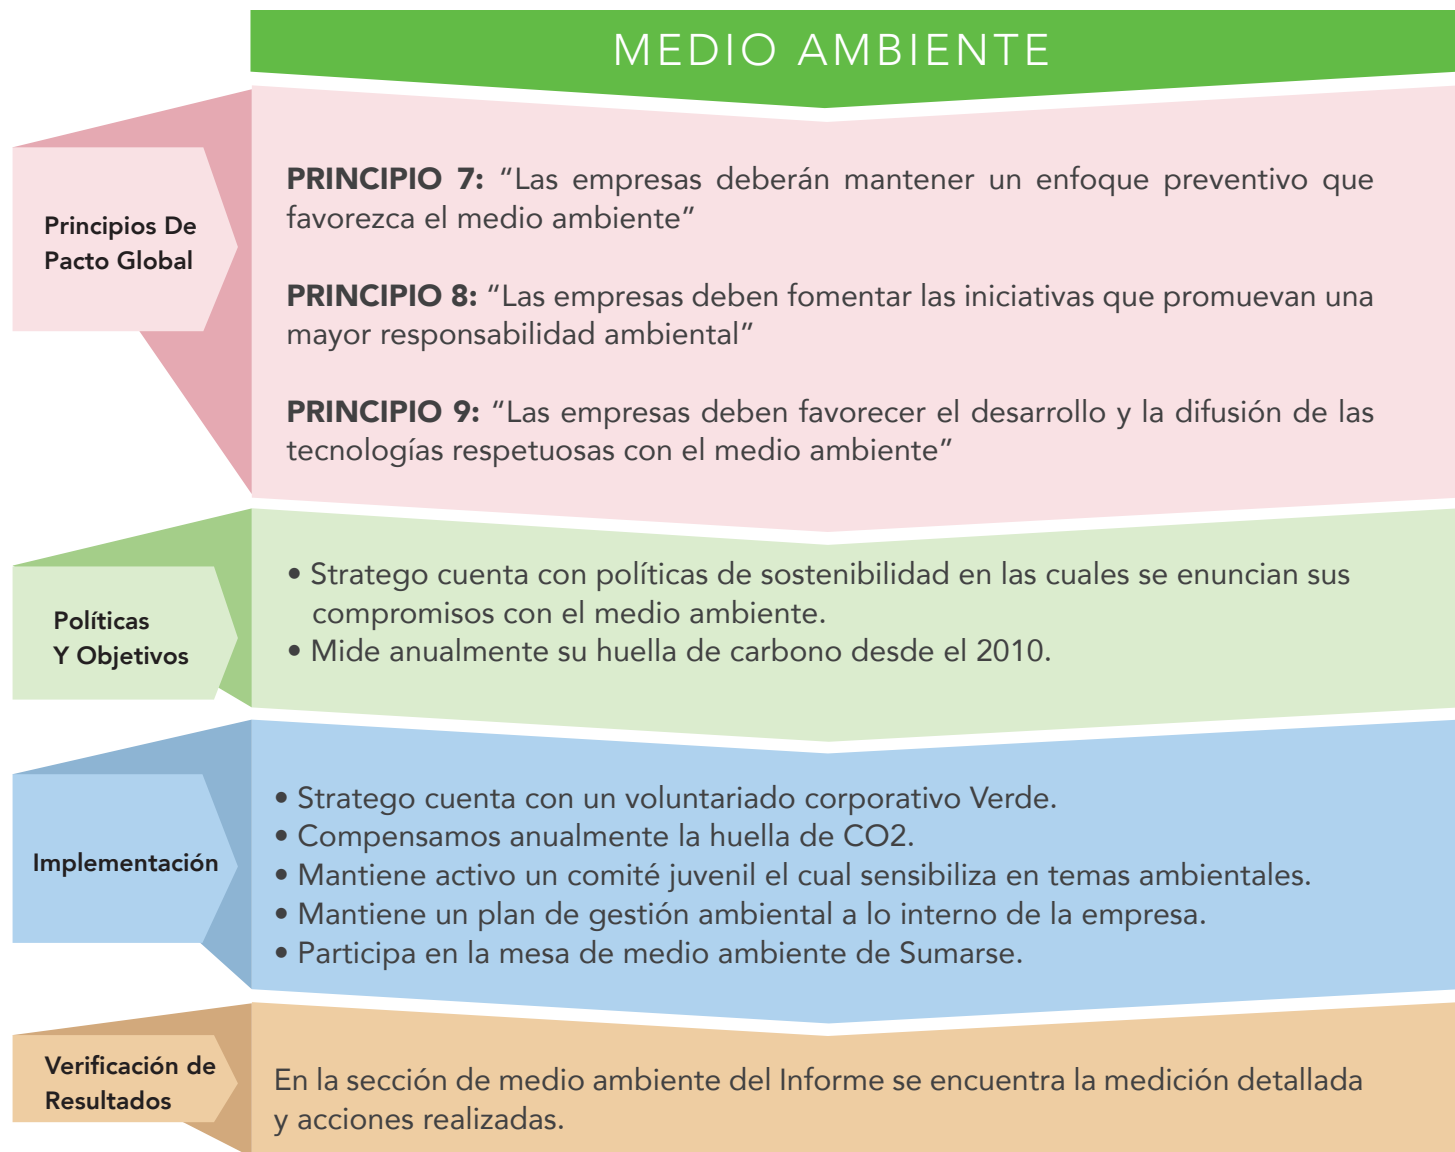 MEDIO AMBIENTE
Principios De
Pacto Global
PRINCIPIO 7: “Las empresas deberán mantener un enfoque preventivo que
favorezca el medio ambiente”
PRINCIPIO 8: “Las empresas deben fomentar las iniciativas que promuevan una
mayor responsabilidad ambiental”
PRINCIPIO 9: “Las empresas deben favorecer el desarrollo y la difusión de las
tecnologías respetuosas con el medio ambiente”
Políticas
Y Objetivos
• Stratego cuenta con políticas de sostenibilidad en las cuales se enuncian sus
compromisos con el medio ambiente.
• Mide anualmente su huella de carbono desde el 2010.
Implementación
• Stratego cuenta con un voluntariado corporativo Verde.
• Compensamos anualmente la huella de CO2.
• Mantiene activo un comité juvenil el cual sensibiliza en temas ambientales.
• Mantiene un plan de gestión ambiental a lo interno de la empresa.
• Participa en la mesa de medio ambiente de Sumarse.
Verificación de
Resultados
En la sección de medio ambiente del Informe se encuentra la medición detallada
y acciones realizadas.